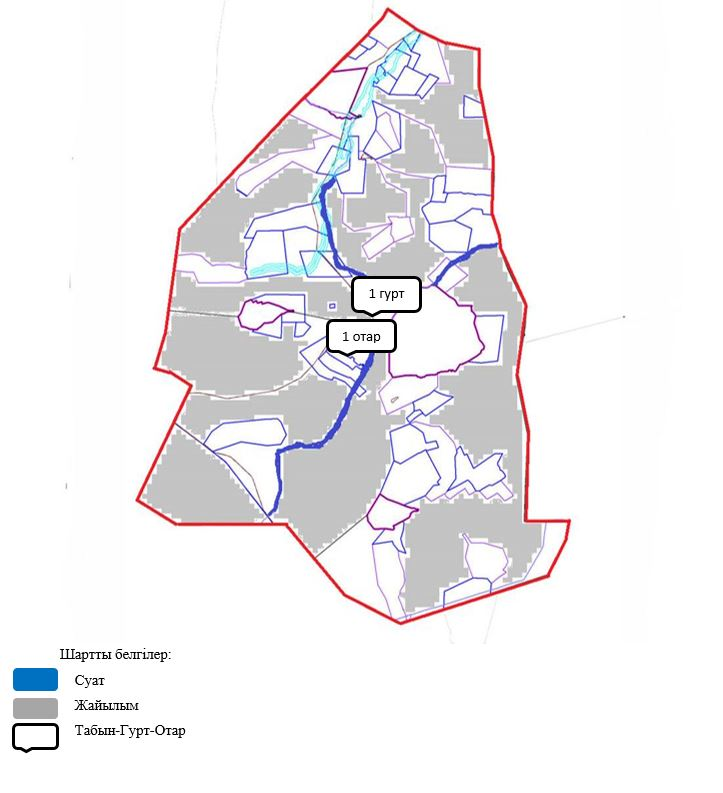 1 гурт
1 отар
Шартты белгілер:
Суат
Жайылым
Табын-Гурт-Отар